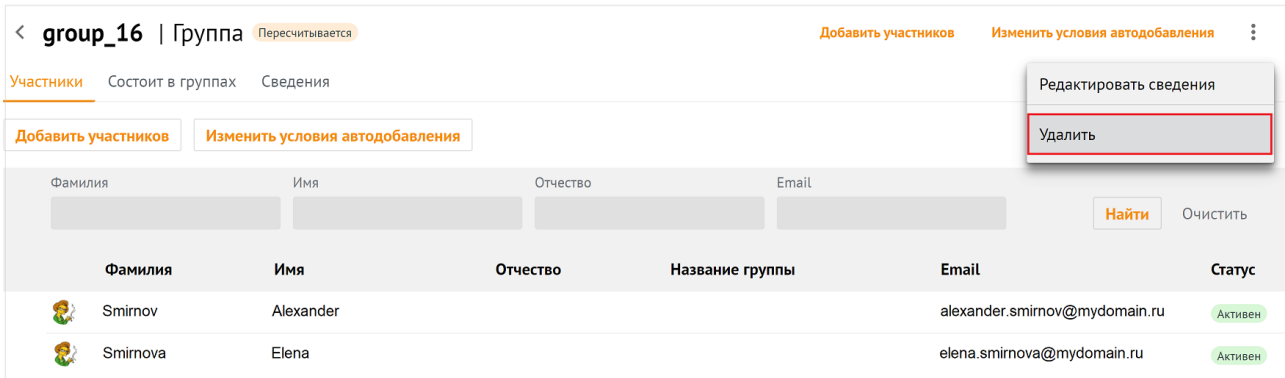 group_16 | Группа Пересчитывается Добавить участников Изменить условия автодобавления
Участники Состоит в группах Сведения
Редактировать сведения
Удалить
Добавить участников Изменить условия автодобавления
Фамилия Имя Отчество Email
Найти Очистить
Фамилия Имя Отчество Название группы Email Статус
Smirnov Alexander alexander.smirnov@mydomain.ru Активен
Smirnova Elena elena.smirnova@mydomain.ru Активен